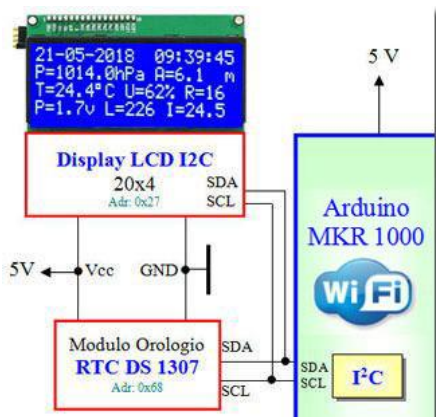 21-05-2018 09:39:45
P=1014.0hPa A=6.1 m
T=24.4°C U=62% R=16
P=1.7v L=226 I=24.5
Display LCD I2C
20x4
Adr: 0x27
SDA
SCL
5 V
Arduino
MKR 1000
Wi Fi
5V
Vcc
GND
Modulo Orologio
RTC DS 1307
Adr: 0x68
SDA
SCL
SDA
SCL
I²C